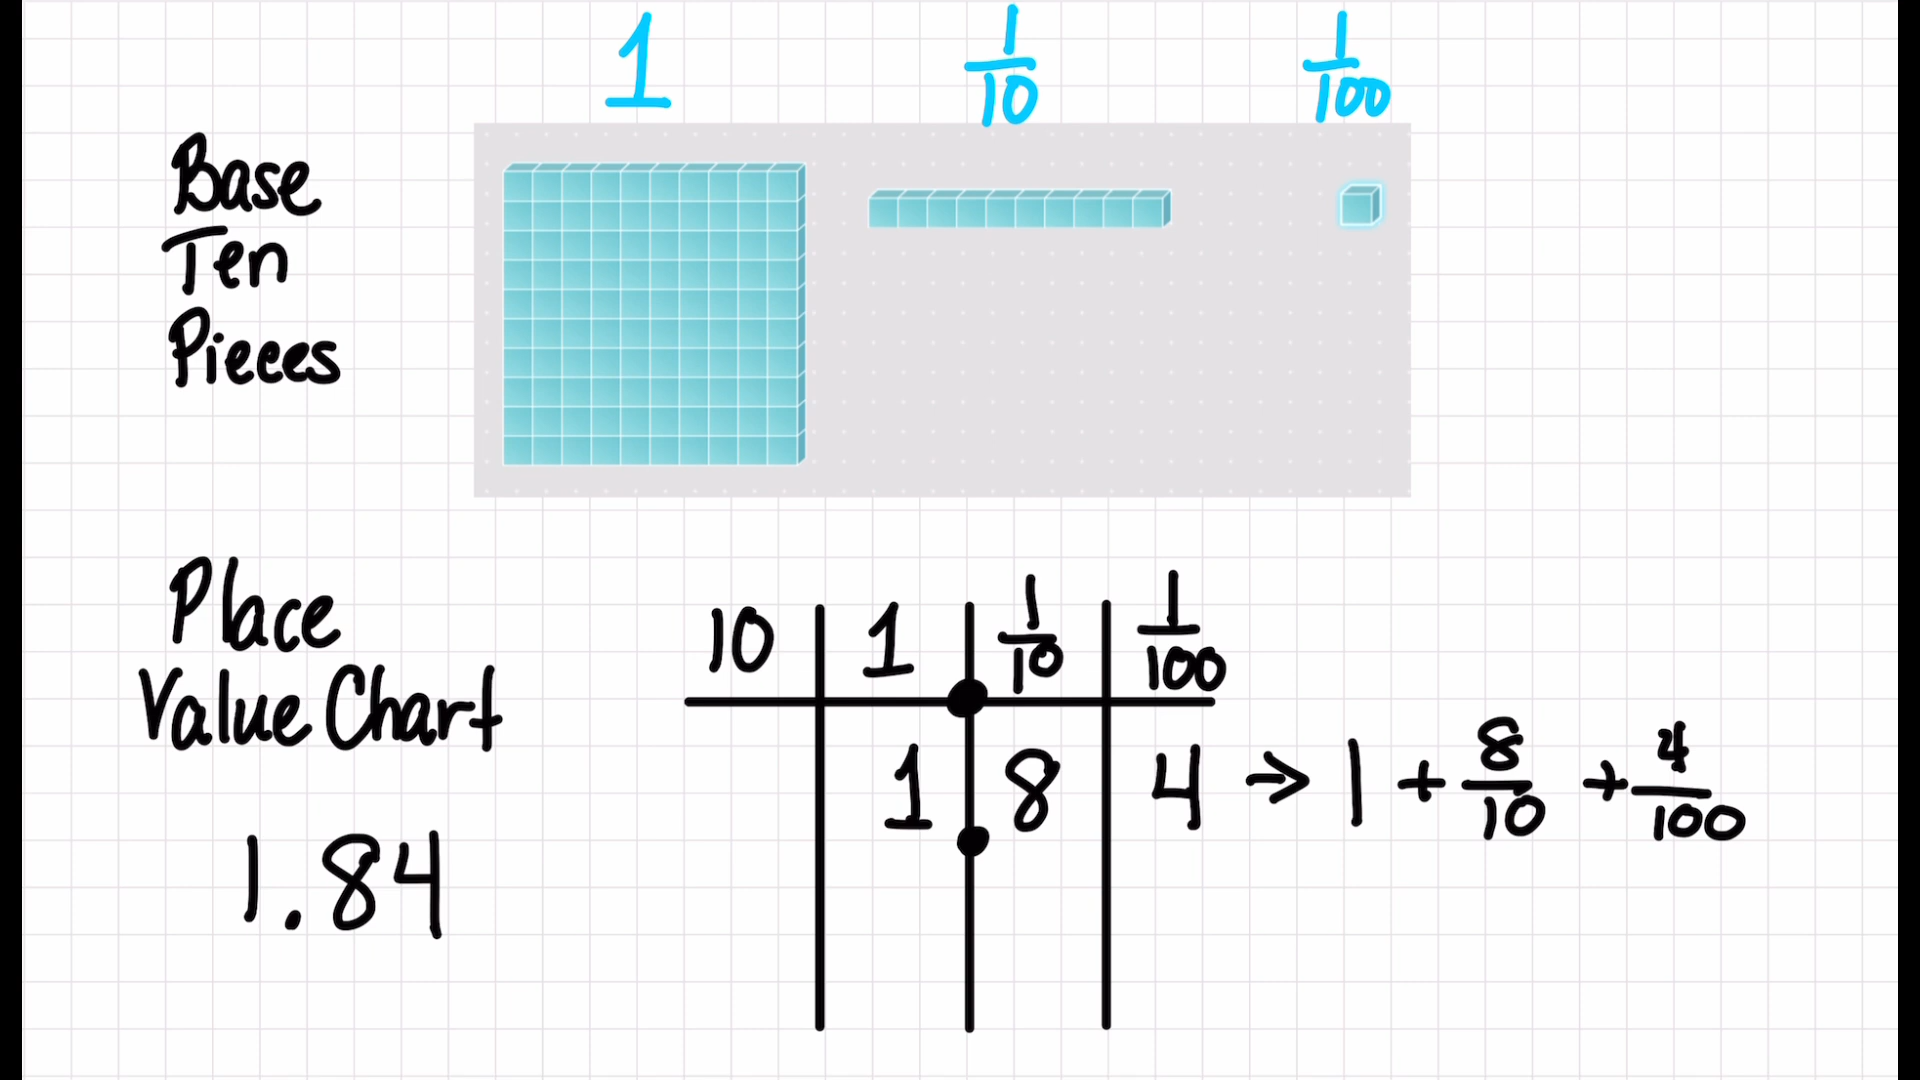 1 1/10 1/100
Base
Ten
Pieces
Place
Value Chart
10 1 1/10 1/100
1 . 8 4 → 1 + 8/10 + 4/100
1.84